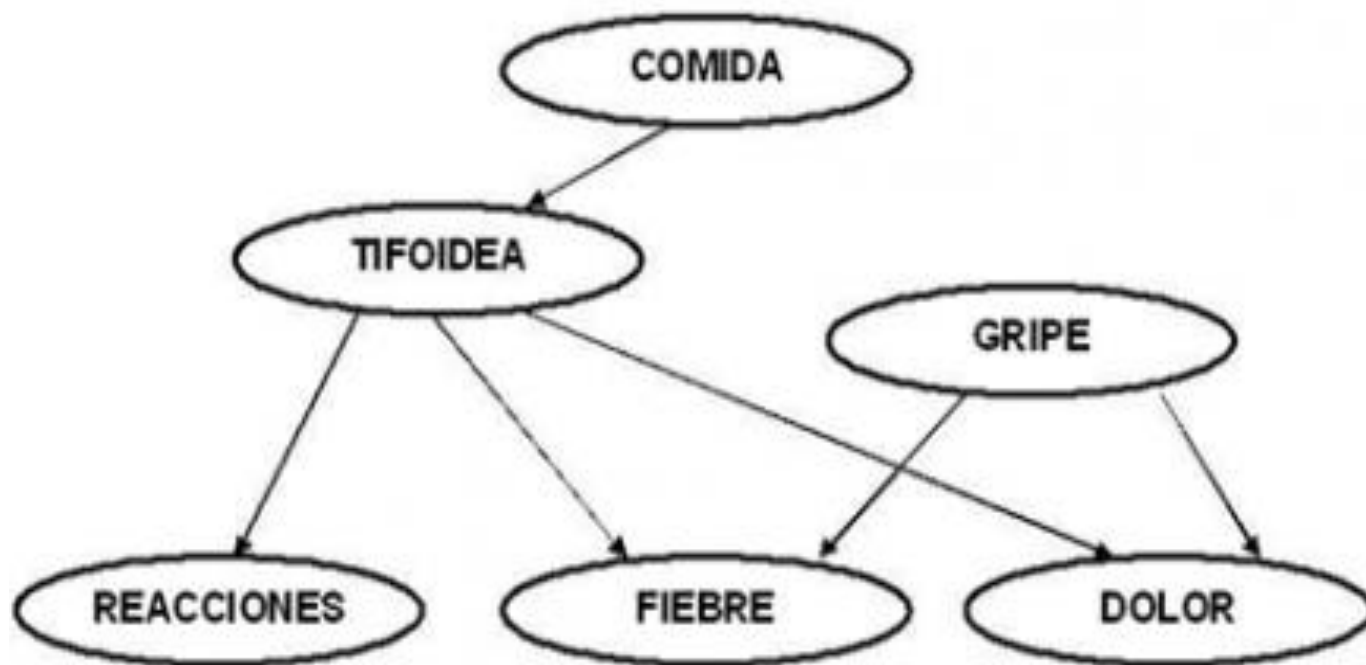 COMIDA
TIFOIDEA
GRIPE
REACCIONES
FIEBRE
DOLOR